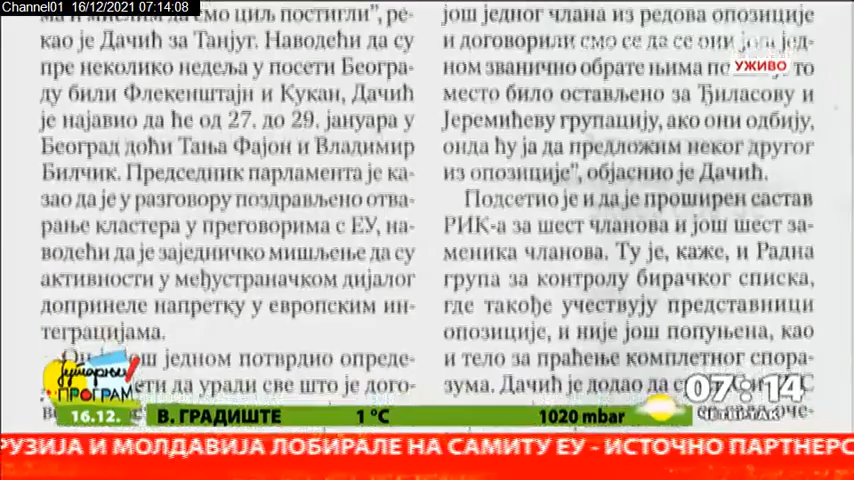 Channel01 16/12/2021 07:14:08
ма и мислим да смо циљ постигли”, ре-
као је Дачић за Танјуг. Наводећи да су
пре неколико недеља у посети Београ-
ду били Флекенштајн и Кукан, Дачић
је најавио да ће од 27. до 29. јануара у
Београд доћи Тања Фајон и Владимир
Билчик. Председник парламента је ка-
зао да је у разговору поздрављено отва-
рање кластера у преговорима с ЕУ, на-
водећи да је заједничко мишљење да су
активности у међустраначком дијалог
допринеле напретку у европским ин-
теграцијама.
још једном потврдио опреде-
да уради све што је дого-
још једног члана из редова опозиције
и договорили смо се да се они још јед-
ном званично обрате њима то
место било остављено за Ђиласову и
Јеремићеву групацију, ако они одбију,
онда ћу ја да предложим неког другог
из опозиције”, објаснио је Дачић.
Подсетио је и да је проширен састав
РИК-а за шест чланова и још шест за-
меника чланова. Ту је, каже, и Радна
група за контролу бирачког списка,
где такође учествују представници
опозиције, и није још попуњена, као
и тело за праћење комплетног спора-
зума. Дачић је додао да
УЖИВО
Јутарњи
ПРОГРАМ
16.12. В. ГРАДИШТЕ 1 °C 1020 mbar
07:14
ЧЕТВРТАК
РУЗИЈА И МОЛДАВИЈА ЛОБИРАЛЕ НА САМИТУ ЕУ - ИСТОЧНО ПАРТНЕРС